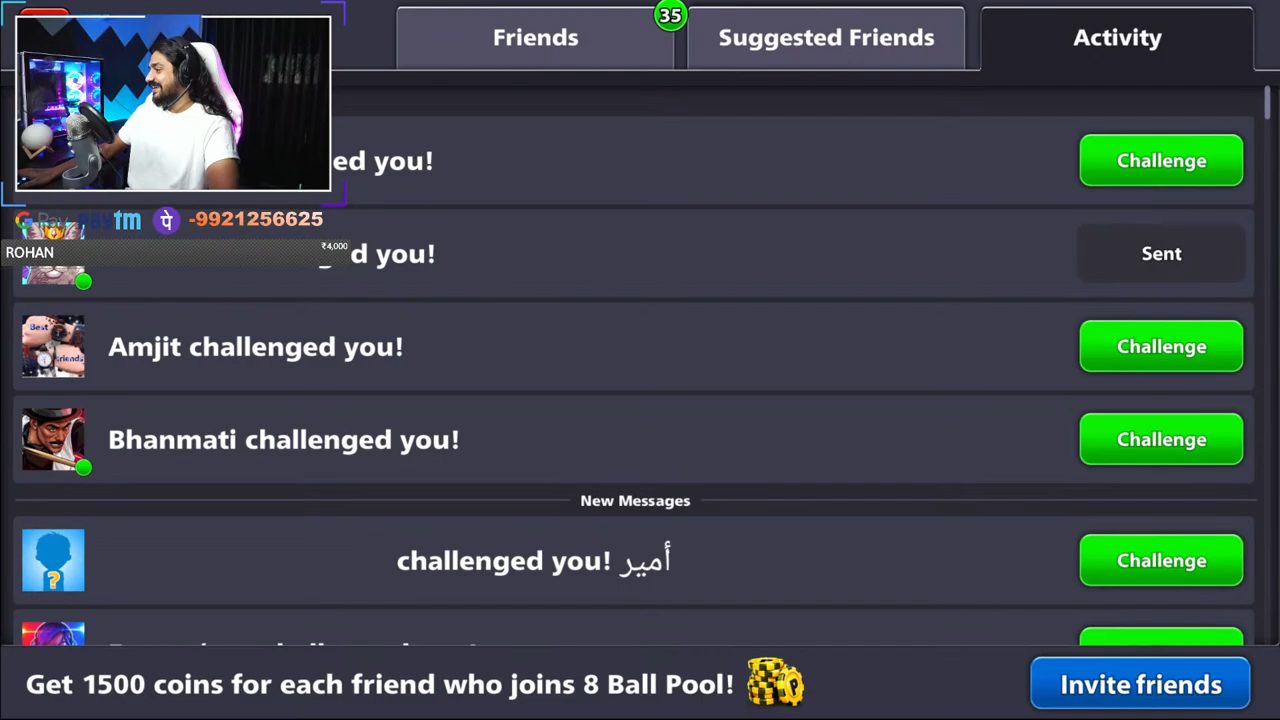 Friends
35
Suggested Friends
Activity
ed you!
Challenge
G Pay paytm पे -9921256625
ROHAN ₹4,000
d you!
Sent
Amjit challenged you!
Challenge
Bhanmati challenged you!
Challenge
New Messages
challenged you! أمير
Challenge
Get 1500 coins for each friend who joins 8 Ball Pool!
Invite friends